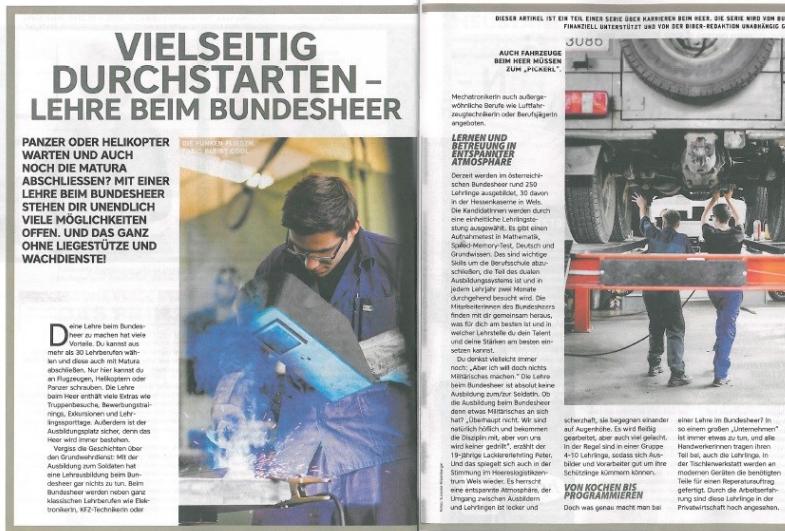 VIELSEITIG
DURCHSTARTEN –
LEHRE BEIM BUNDESHEER
PANZER ODER HELIKOPTER
WARTEN UND AUCH
NOCH DIE MATURA
ABSCHLIESSEN? MIT EINER
LEHRE BEIM BUNDESHEER
STEHEN DIR UNENDLICH
VIELE MÖGLICHKEITEN
OFFEN. UND DAS GANZ
OHNE LIEGESTÜTZE UND
WACHDIENSTE!
DIE FUNKEN FLIEGEN,
BLEIBT COOL.
Deine Lehre beim Bundes-
heer zu machen hat viele
Vorteile. Du kannst aus
mehr als 30 Lehrberufen wäh-
len und diese auch mit Matura
abschließen. Nur hier kannst du
an Flugzeugen, Helikoptern oder
Panzer schrauben. Die Lehre
beim Heer enthält viele Extras wie
Truppenbesuche, Bewerbungstrai-
nings, Exkursionen und Lehr-
lingssporttage. Außerdem ist der
Ausbildungsplatz sicher, denn das
Heer wird immer bestehen.
Vergiss die Geschichten über
den Grundwehrdienst: Mit der
Ausbildung zum Soldaten hat
eine Lehrausbildung beim Bun-
desheer gar nichts zu tun. Beim
Bundesheer werden neben ganz
klassischen Lehrberufen wie Elek-
tronikerIn, KFZ-TechnikerIn oder
DIESER ARTIKEL IST EIN TEIL EINER SERIE ÜBER KARRIEREN BEIM HEER. DIE SERIE WIRD VOM BU
FINANZIELL UNTERSTÜTZT UND VON DER BIBER-REDAKTION UNABHÄNGIG G
AUCH FAHRZEUGE
BEIM HEER MÜSSEN
ZUM „PICKERL“.
3086
MechatronikerIn auch außerge-
wöhnliche Berufe wie Luftfahr-
zeugtechnikerIn oder BerufsjägerIn
angeboten.
LERNEN UND
BETREUUNG IN
ENTSPANNTER
ATMOSPHÄRE
Derzeit werden im österreichi-
schen Bundesheer rund 250
Lehrlinge ausgebildet, 30 davon
in der Hessenkaserne in Wels.
Die KandidatInnen werden durch
eine einheitliche Lehrlingste-
stung ausgewählt. Es gibt einen
Aufnahmetest in Mathematik,
Speed-Memory-Test, Deutsch und
Grundwissen. Das sind wichtige
Skills um die Berufsschule abzu-
schließen, die Teil des dualen
Ausbildungssystems ist und in
jedem Lehrjahr zwei Monate
durchgehend besucht wird. Die
MitarbeiterInnen des Bundesheers
finden mit dir gemeinsam heraus,
was für dich am besten ist und in
welcher Lehrstelle du dein Talent
und deine Stärken am besten ein-
setzen kannst.
Du denkst vielleicht immer
noch: „Aber ich will doch nichts
Militärisches machen.“ Die Lehre
beim Bundesheer ist absolut keine
Ausbildung zum/zur Soldatin. Ob
die Ausbildung beim Bundesheer
denn etwas Militärisches an sich
hat? „Überhaupt nicht. Wir sind
natürlich höflich und bekommen
die Disziplin mit, aber von uns
wird keiner gedrillt“, erzählt der
19-jährige Lackiererlehrling Peter.
Und das spiegelt sich auch in der
Stimmung im Heereslogistikzen-
trum Wels wieder. Es herrscht
eine entspannte Atmosphäre, der
Umgang zwischen Ausbildern
und Lehrlingen ist locker und
scherzhaft, sie begegnen einander
auf Augenhöhe. Es wird fleißig
gearbeitet, aber auch viel gelacht.
In der Regel sind in einer Gruppe
4-10 Lehrlinge, sodass sich Aus-
bilder und Vorarbeiter gut um ihre
Schützlinge kümmern können.
VON KOCHEN BIS
PROGRAMMIEREN
Doch was genau macht man bei
einer Lehre im Bundesheer? In
so einem großen „Unternehmen“
ist immer etwas zu tun, und alle
HandwerkerInnen tragen ihren
Teil bei, auch die Lehrlinge. In
der Tischlerwerkstatt werden an
modernen Geräten die benötigten
Teile für einen Reparaturauftrag
gefertigt. Durch die Arbeitserfah-
rung sind diese Lehrlinge in der
Privatwirtschaft hoch angesehen.